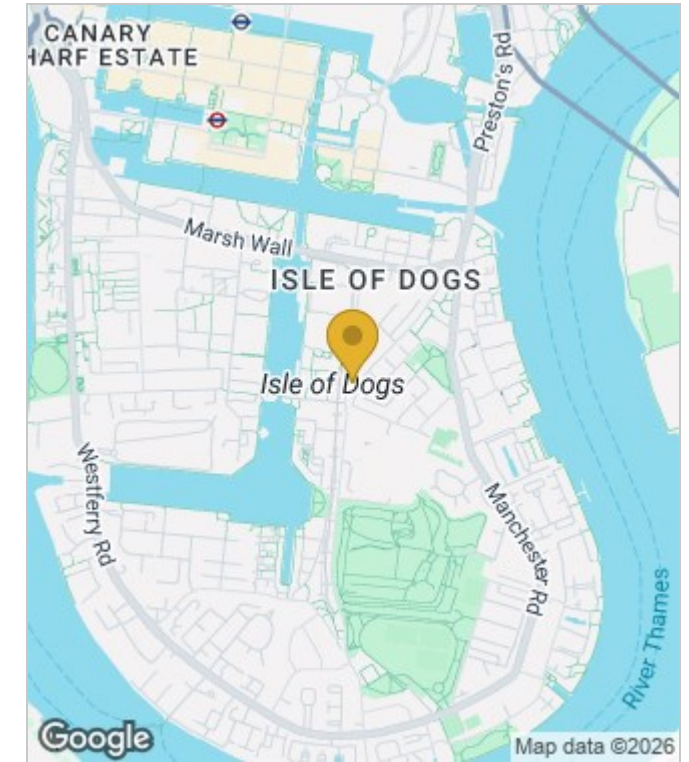 CANARY
HARF ESTATE
Preston's Rd
Marsh Wall
ISLE OF DOGS
Isle of Dogs
Westferry Rd
Manchester Rd
River Thames
Google
Map data ©2026